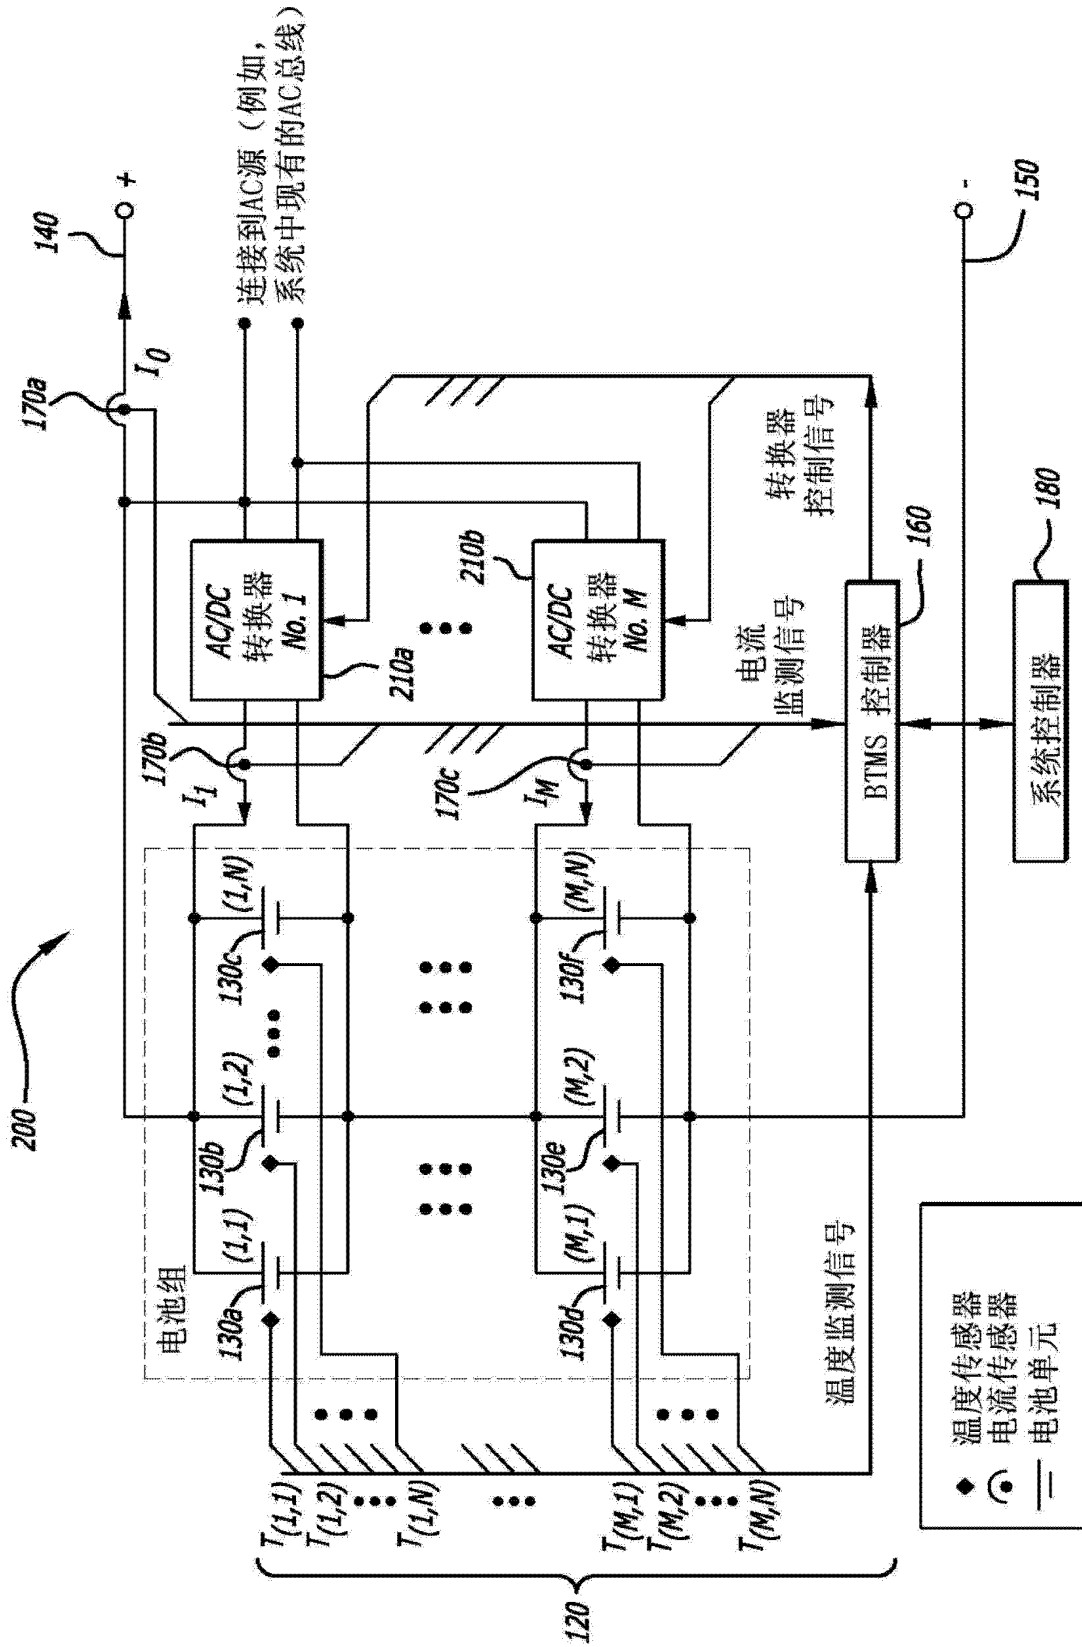 200
140
+
170a
I0
连接到AC源（例如，
系统中现有的AC总线）
AC/DC
转换器
No. 1
210a
170b
I1
电池组
130a
(1,1)
130b
(1,2)
130c
(1,N)
AC/DC
转换器
No. M
210b
170c
IM
130d
(M,1)
130e
(M,2)
130f
(M,N)
T(1,1)
T(1,2)
T(1,N)
T(M,1)
T(M,2)
T(M,N)
120
温度监测信号
电流
监测信号
转换器
控制信号
BTMS 控制器
160
系统控制器
180
-
150
温度传感器
电流传感器
电池单元